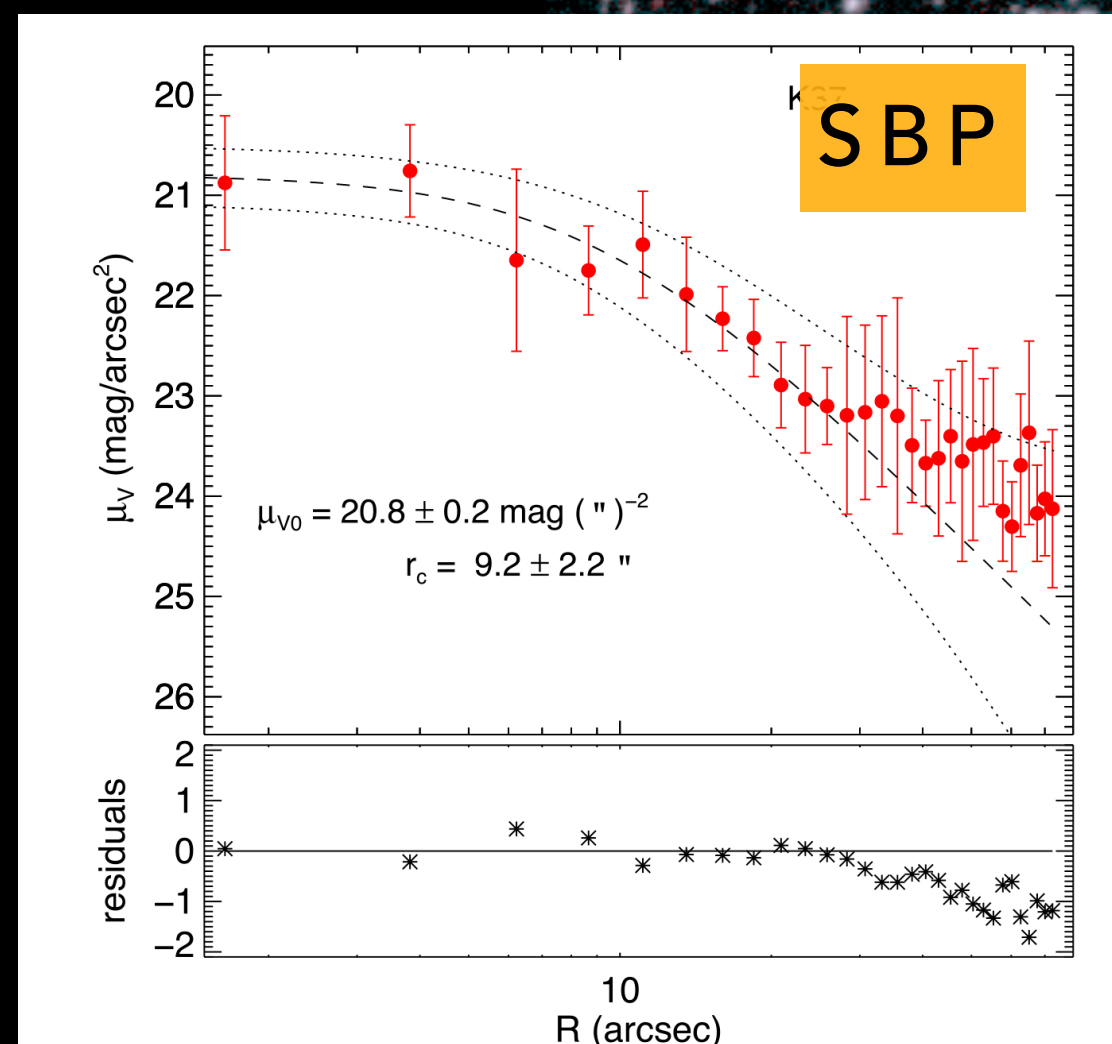 SBP
20
21
22
23
24
25
26
μV (mag/arcsec²)
μV0 = 20.8 ± 0.2 mag ( " )⁻²
rc = 9.2 ± 2.2 "
2
1
0
−1
−2
residuals
10
R (arcsec)